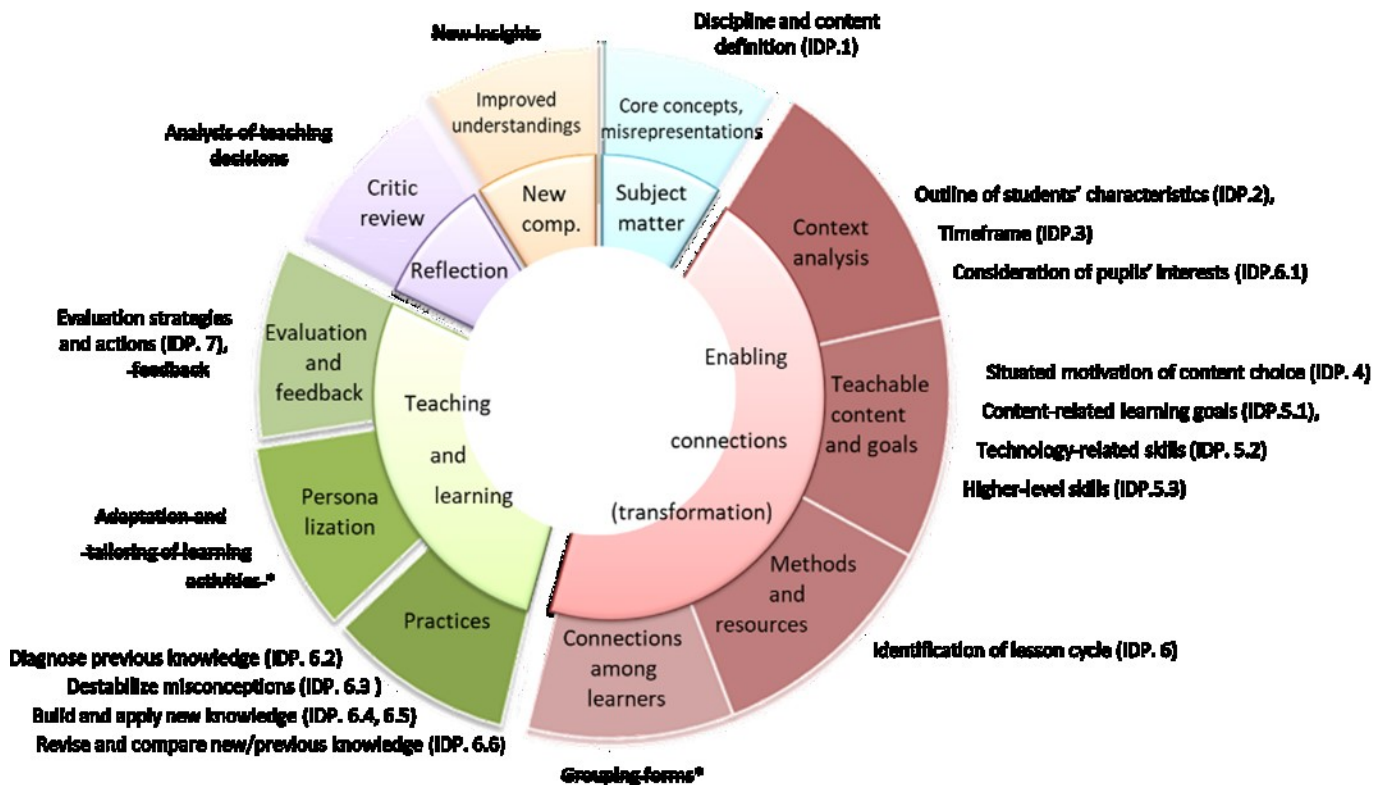 New insights
Discipline and content
definition (IDP.1)
Improved
understandings
Core concepts,
misrepresentations
Analysis of teaching
decisions
Critic
review
New
comp.
Subject
matter
Reflection
Context
analysis
Outline of students' characteristics (IDP.2),
Timeframe (IDP.3)
Consideration of pupils' interests (IDP.6.1)
Evaluation strategies
and actions (IDP. 7),
feedback
Evaluation
and
feedback
Teaching
and
learning
Enabling
connections
(transformation)
Teachable
content
and goals
Situated motivation of content choice (IDP. 4)
Content-related learning goals (IDP.5.1),
Technology-related skills (IDP. 5.2)
Higher-level skills (IDP.5.3)
Adaptation and
tailoring of learning
activities *
Persona
lization
Practices
Methods
and
resources
Connections
among
learners
Identification of lesson cycle (IDP. 6)
Diagnose previous knowledge (IDP. 6.2)
Destabilize misconceptions (IDP. 6.3 )
Build and apply new knowledge (IDP. 6.4, 6.5)
Revise and compare new/previous knowledge (IDP. 6.6)
Grouping forms*